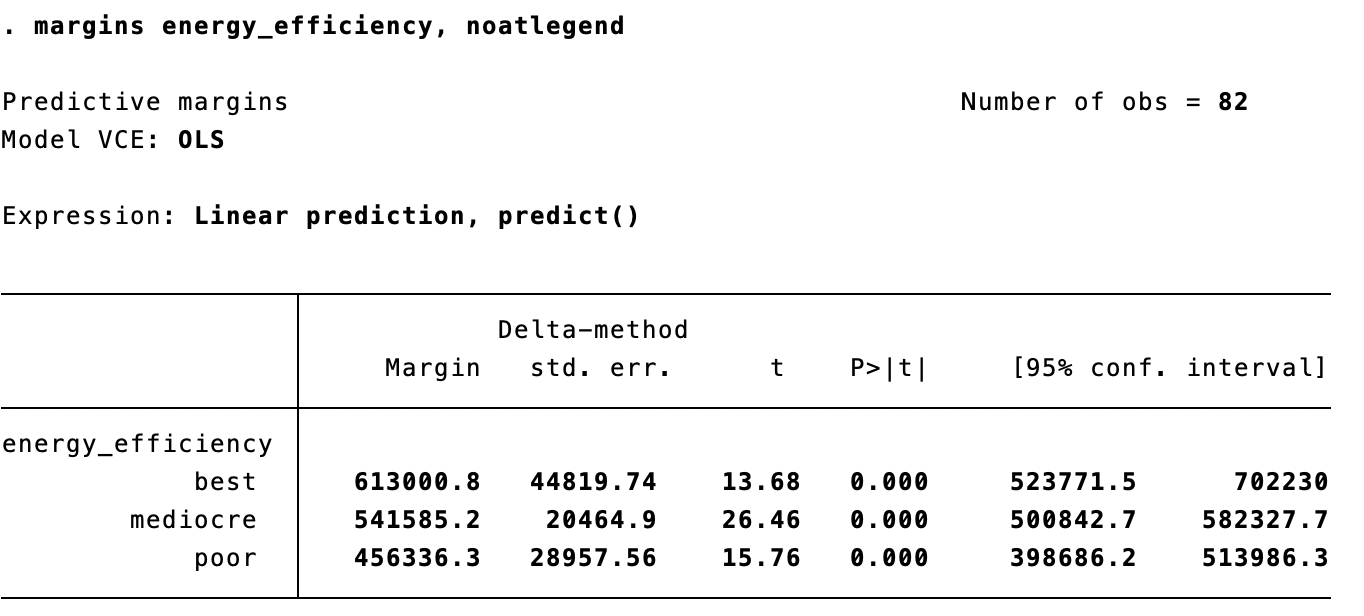 . margins energy_efficiency, noatlegend
Predictive margins Number of obs = 82
Model VCE: OLS
Expression: Linear prediction, predict()
Delta-method
Margin std. err. t P>|t| [95% conf. interval]
energy_efficiency
best 613000.8 44819.74 13.68 0.000 523771.5 702230
mediocre 541585.2 20464.9 26.46 0.000 500842.7 582327.7
poor 456336.3 28957.56 15.76 0.000 398686.2 513986.3